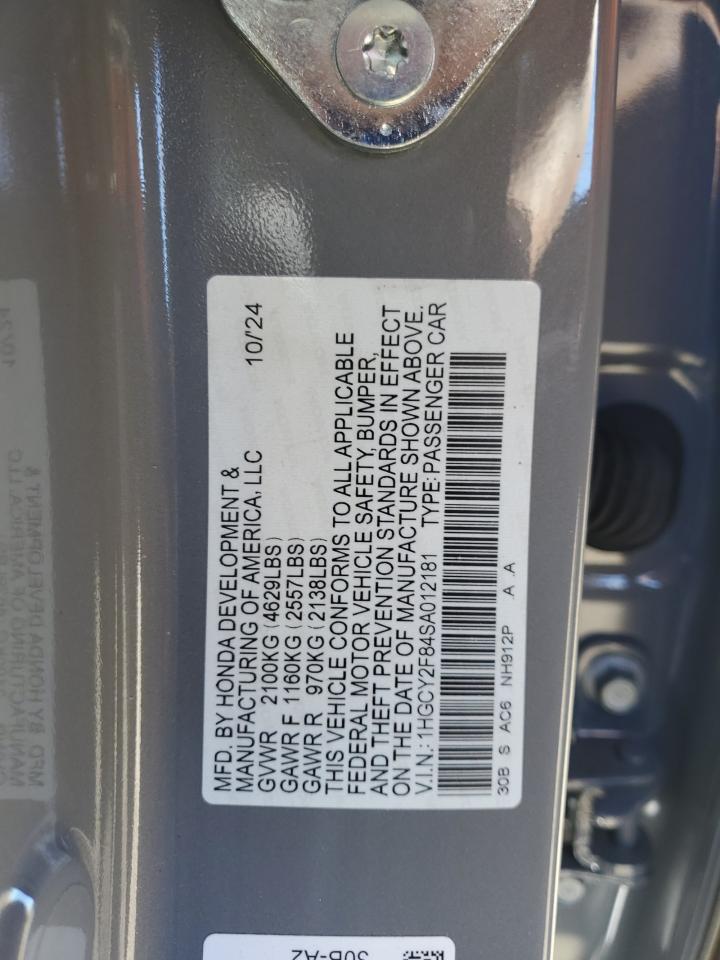 MFD. BY HONDA DEVELOPMENT &
MANUFACTURING OF AMERICA, LLC 10/'24
GVWR 2100KG (4629LBS)
GAWR F 1160KG (2557LBS)
GAWR R 970KG (2138LBS)
THIS VEHICLE CONFORMS TO ALL APPLICABLE
FEDERAL MOTOR VEHICLE SAFETY, BUMPER,
AND THEFT PREVENTION STANDARDS IN EFFECT
ON THE DATE OF MANUFACTURE SHOWN ABOVE.
V.I.N.: 1HGCY2F84SA012181 TYPE: PASSENGER CAR
30B S AC6 NH912P A .A
30B-A2